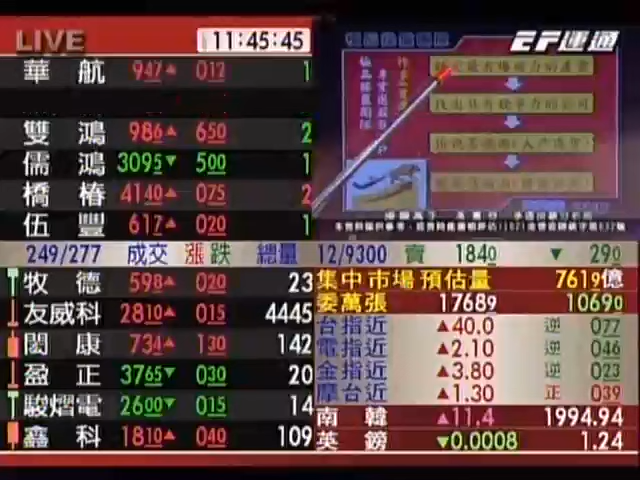 LIVE
11:45:45
EF運通
華航 947▲ 012 1
雙鴻 986▲ 650 2
儒鴻 3095▼ 500 1
橋椿 4140▲ 075 2
伍豐 617▲ 020 1
249/277 成交 漲跌 總量 12/9300 賣 1840 ▼ 290
牧德 598▲ 020 23
友威科 2810▲ 015 4445
閎康 734▲ 130 142
盈正 3765▼ 030 20
駿熠電 2600▼ 015 14
鑫科 1810▲ 040 109
集中市場預估量 7619億
委萬張 17689 10690
台指近 ▲40.0 逆 077
電指近 ▲2.10 逆 046
金指近 ▲3.80 逆 023
摩台近 ▲1.30 正 039
南韓 ▲11.4 1994.94
英鎊 ▼0.0008 1.24